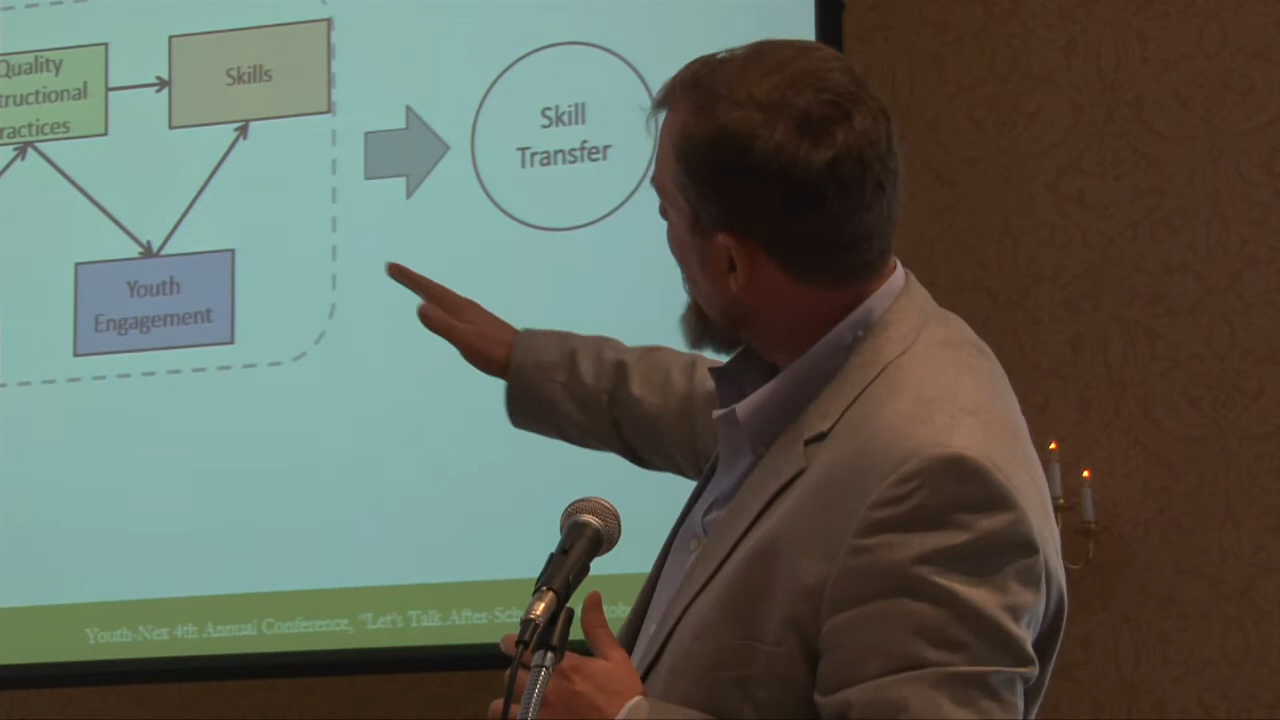 Quality
tructional
ractices
Skills
Skill
Transfer
Youth
Engagement
Youth-Nex 4th Annual Conference, "Let's Talk After-Sch